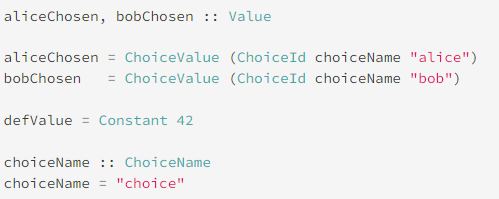 aliceChosen, bobChosen :: Value
aliceChosen = ChoiceValue (ChoiceId choiceName "alice")
bobChosen   = ChoiceValue (ChoiceId choiceName "bob")
defValue = Constant 42
choiceName :: ChoiceName
choiceName = "choice"